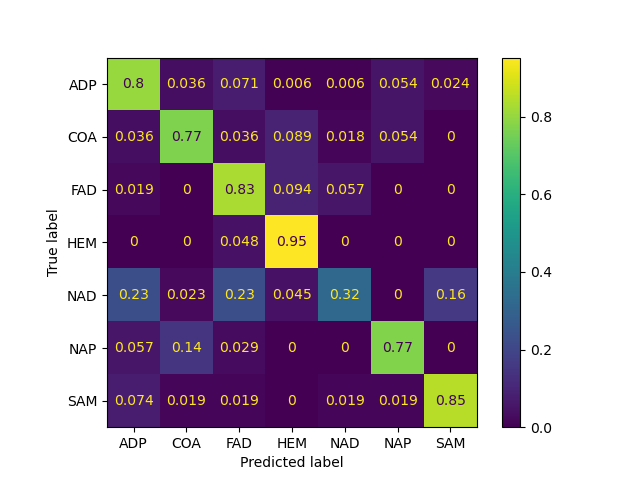 ADP 0.8 0.036 0.071 0.006 0.006 0.054 0.024
COA 0.036 0.77 0.036 0.089 0.018 0.054 0
FAD 0.019 0 0.83 0.094 0.057 0 0
HEM 0 0 0.048 0.95 0 0 0
NAD 0.23 0.023 0.23 0.045 0.32 0 0.16
NAP 0.057 0.14 0.029 0 0 0.77 0
SAM 0.074 0.019 0.019 0 0.019 0.019 0.85
ADP COA FAD HEM NAD NAP SAM
Predicted label
True label
0.8
0.6
0.4
0.2
0.0